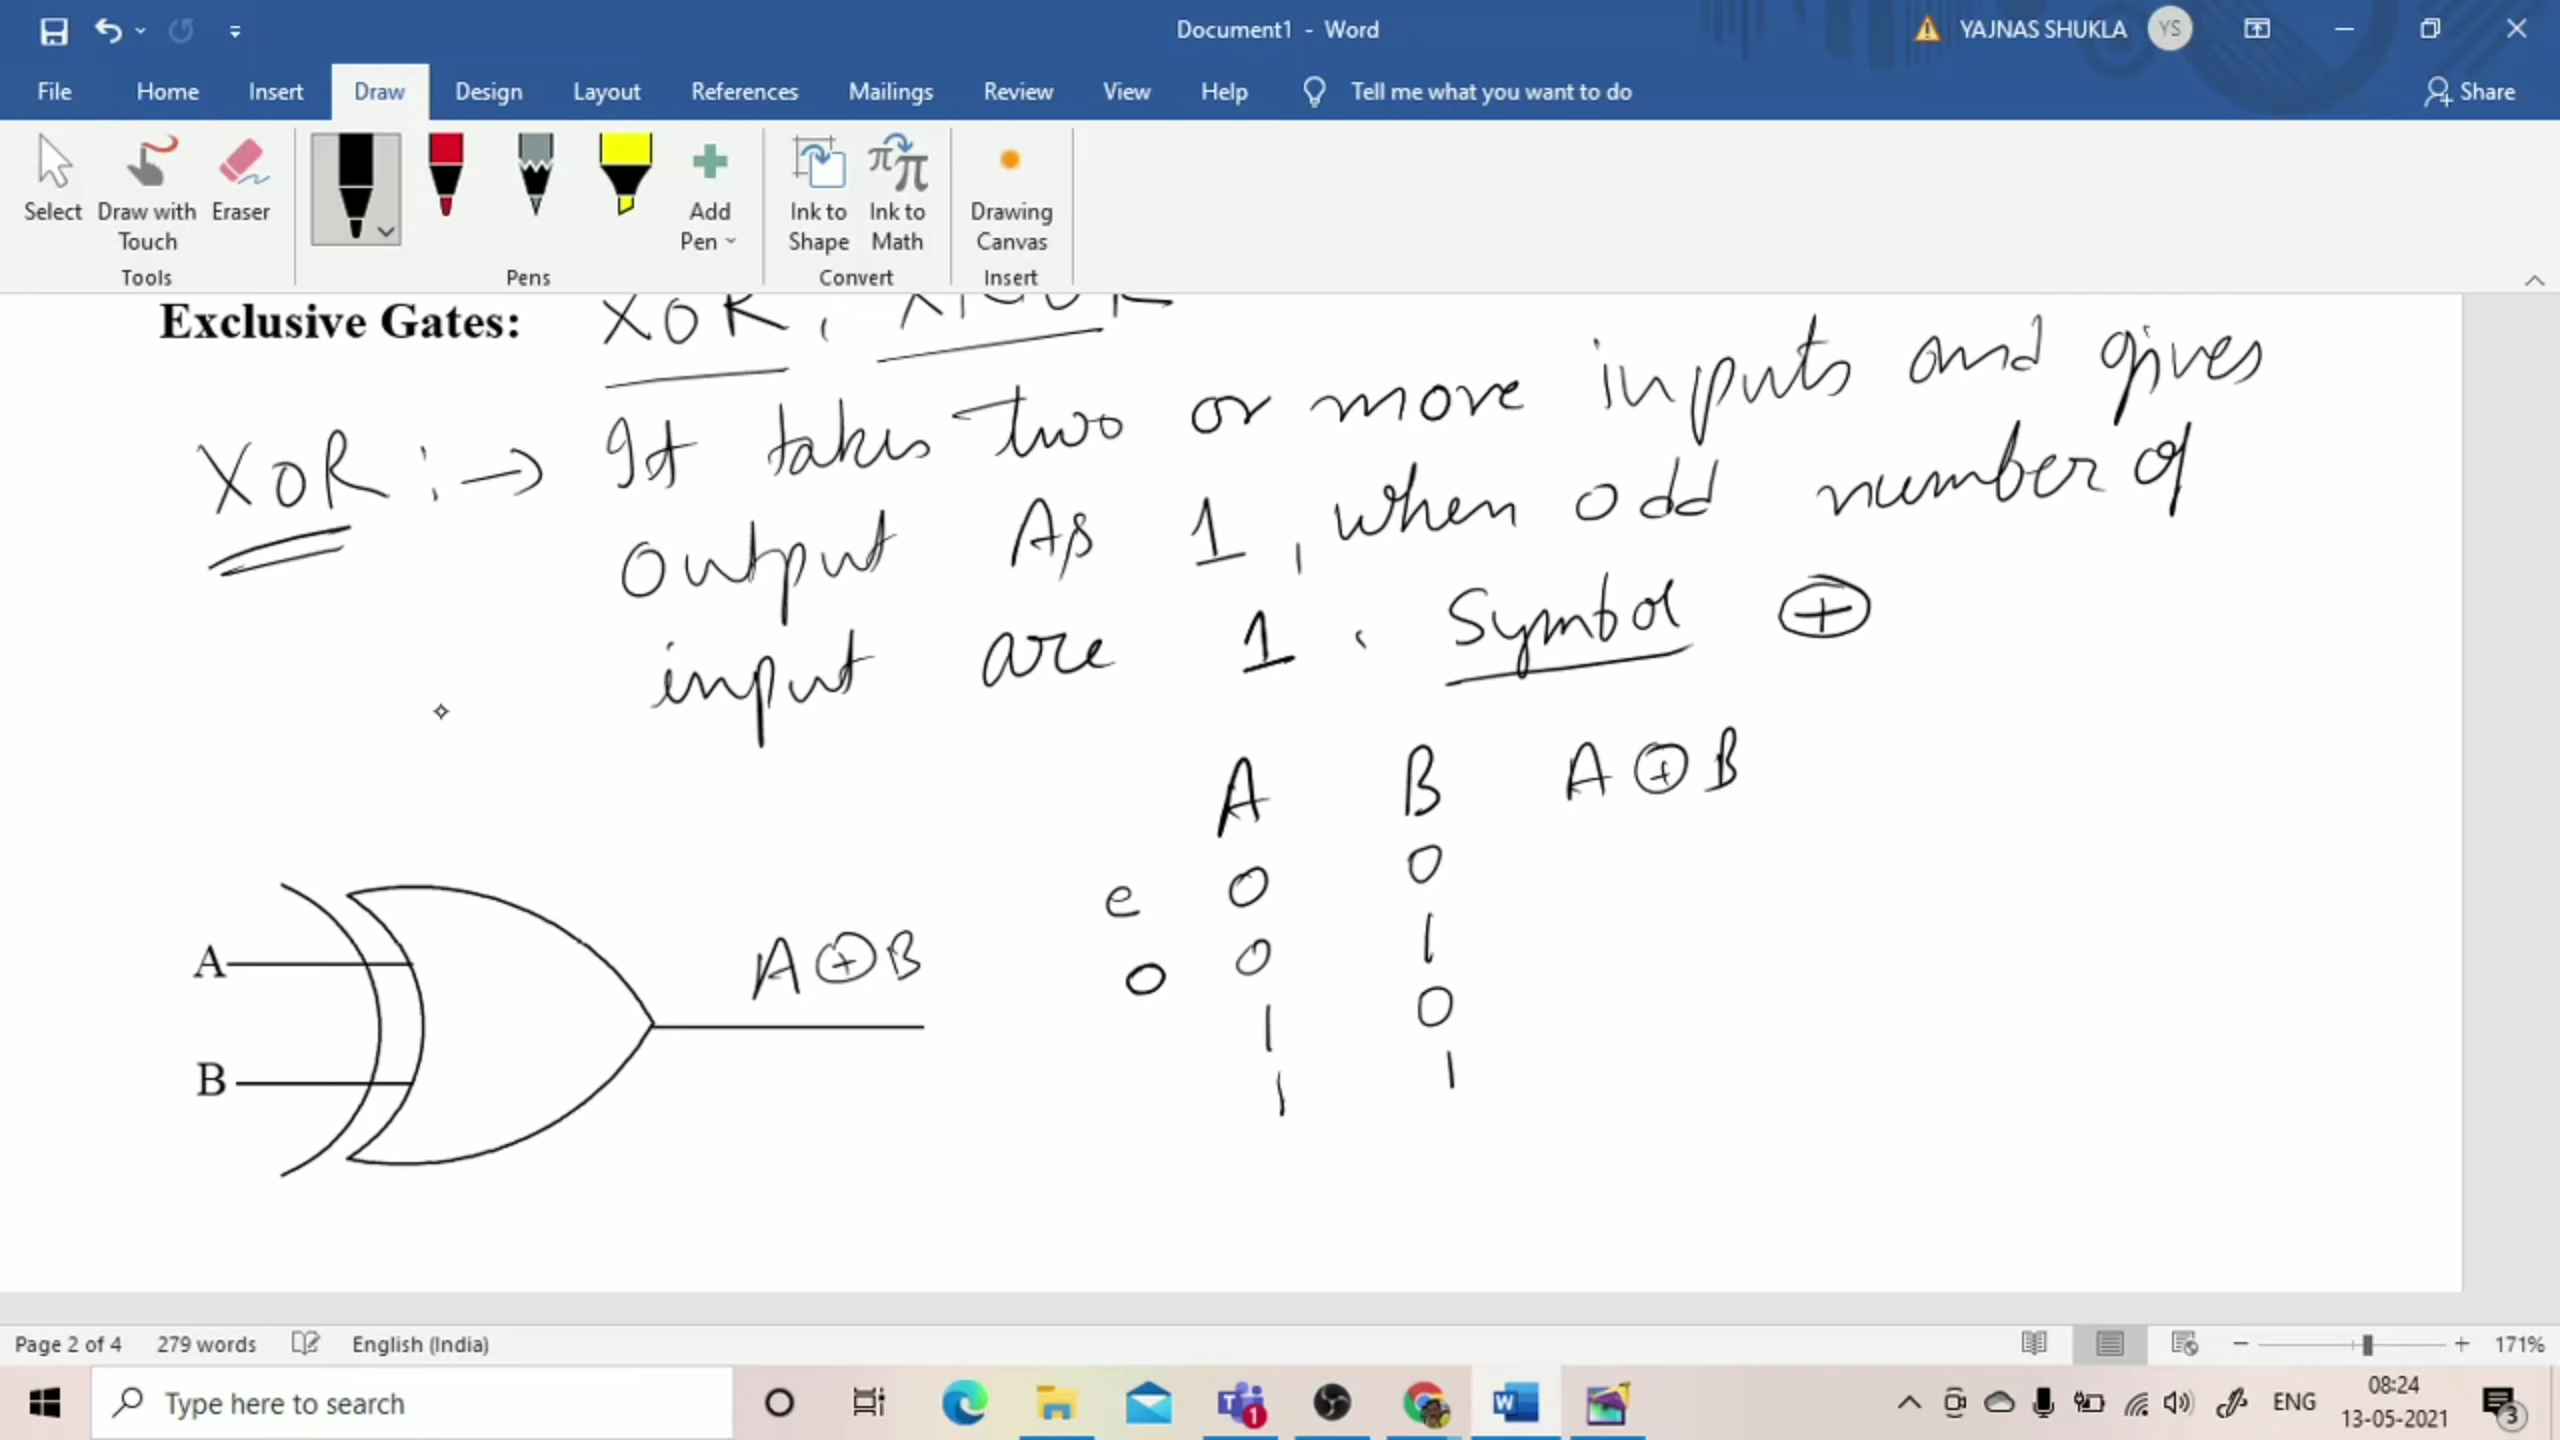 Document1 - Word
YAJNAS SHUKLA YS
File Home Insert Draw Design Layout References Mailings Review View Help Tell me what you want to do Share
Select Draw with Touch Eraser Add Pen Ink to Shape Ink to Math Drawing Canvas
Tools Pens Convert Insert
Exclusive Gates: XOR, XNOR
XOR :→ It takes two or more inputs and gives
output As 1, when odd number of
input are 1. Symbol ⊕
A B A⊕B
e 0 0
o 0 1
1 0
1 1
A A⊕B
B
Page 2 of 4 279 words English (India) 171%
Type here to search
1
ENG
08:24
13-05-2021
3